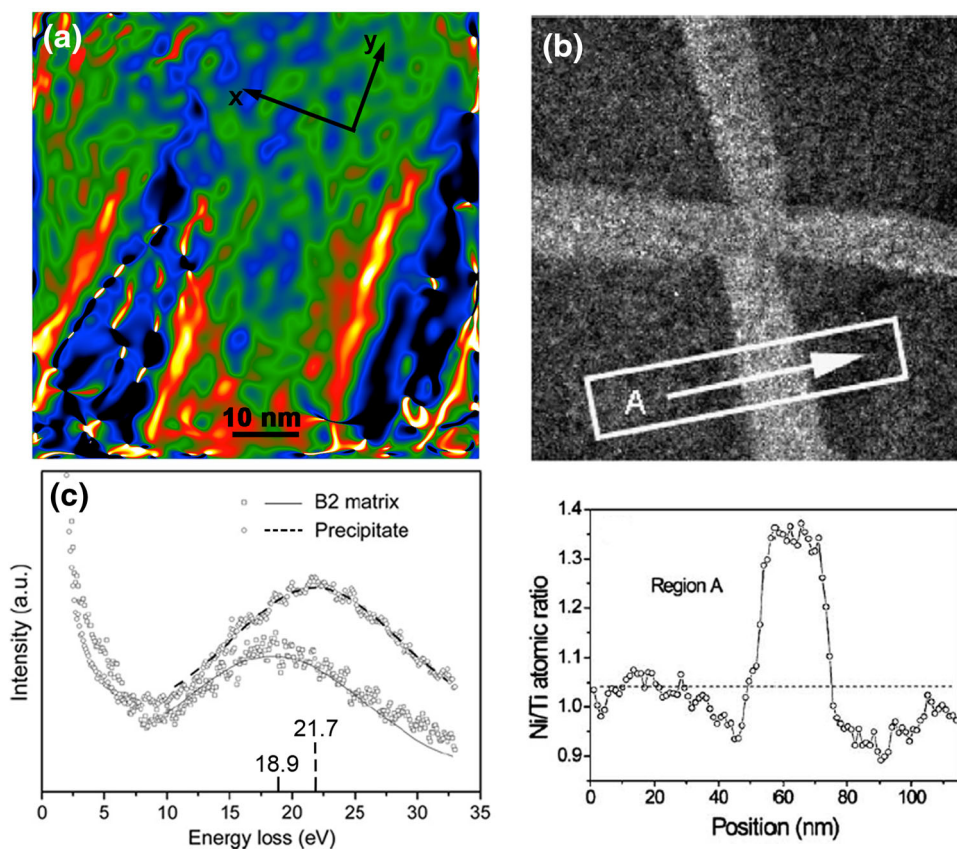 (a)
y
x
10 nm
(b)
A
(c)
B2 matrix
Precipitate
Intensity (a.u.)
21.7
18.9
0 5 10 15 20 25 30 35
Energy loss (eV)
1.4
1.3
1.2
1.1
1.0
0.9
Region A
Ni/Ti atomic ratio
0 20 40 60 80 100
Position (nm)